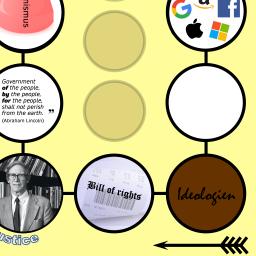 Government
of the people,
by the people,
for the people,
shall not perish
from the earth.
(Abraham Lincoln)
”
Bill of rights
Ideologien